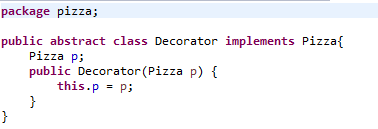 package pizza;
public abstract class Decorator implements Pizza{
    Pizza p;
    public Decorator(Pizza p) {
        this.p = p;
    }
}